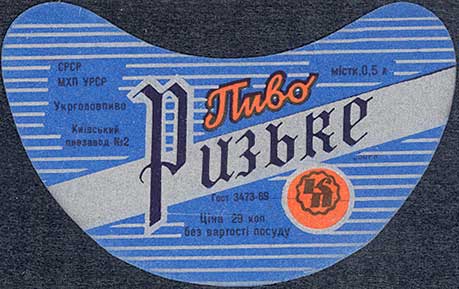 СРСР
МХП УРСР
Укрголовпиво
Київський
пивзавод №2
Пиво
Ризьке
містк. 0,5 л
Гост 3473-69
Ціна 29 коп
без вартості посуду